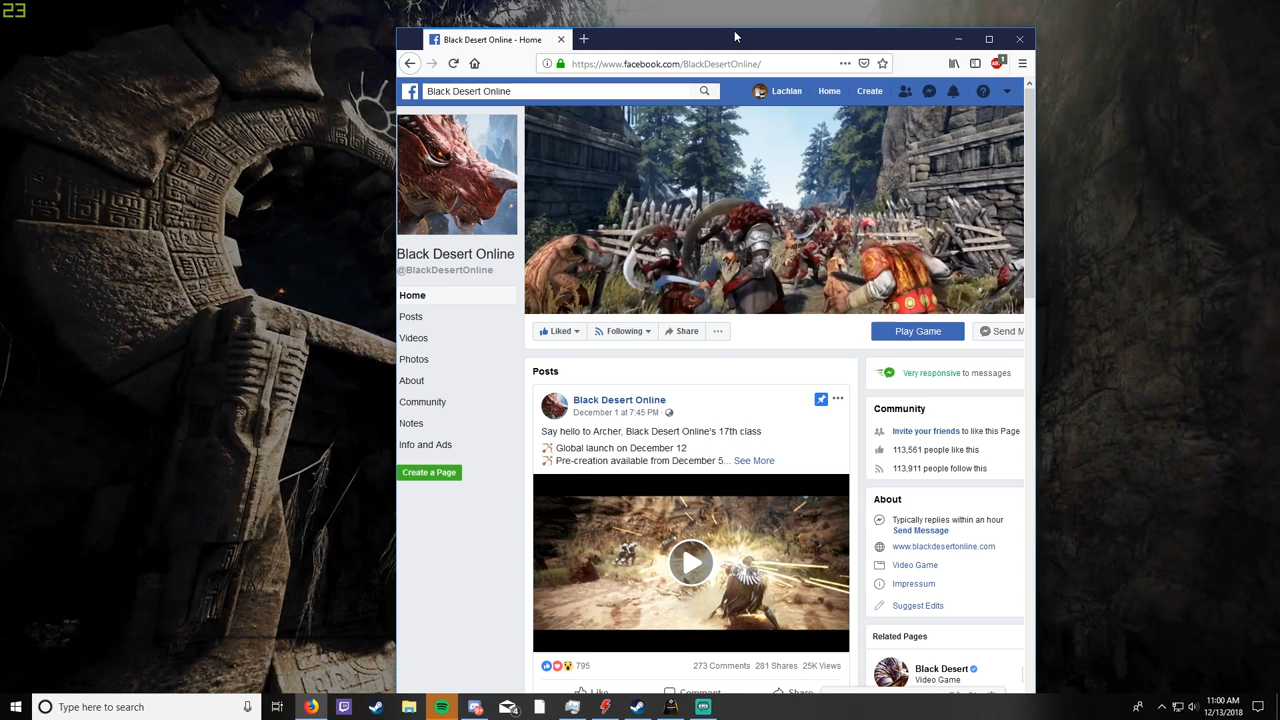 23
Black Desert Online - Home
https://www.facebook.com/BlackDesertOnline/
1
Black Desert Online
Lachlan
Home
Create
Black Desert Online
@BlackDesertOnline
Home
Posts
Videos
Photos
About
Community
Notes
Info and Ads
Create a Page
Liked
Following
Share
Play Game
Send M
Posts
Black Desert Online
December 1 at 7:45 PM ·
Say hello to Archer, Black Desert Online's 17th class
Global launch on December 12
Pre-creation available from December 5... See More
795
273 Comments 281 Shares 25K Views
Like Comment Share
Very responsive to messages
Community
Invite your friends to like this Page
113,561 people like this
113,911 people follow this
About
Typically replies within an hour
Send Message
www.blackdesertonline.com
Video Game
Impressum
Suggest Edits
Related Pages
Black Desert
Video Game
Type here to search
4
11:00 AM
12/13/2018